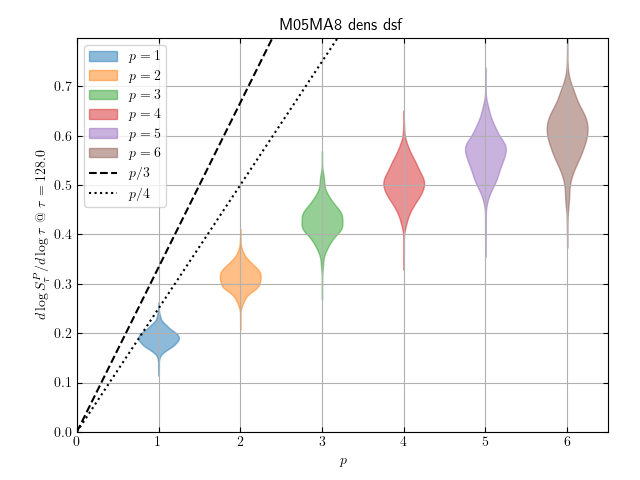 M05MA8 dens dsf
p = 1
p = 2
p = 3
p = 4
p = 5
p = 6
p/3
p/4
d log S_τ^P / d log τ @ τ = 128.0
0.7
0.6
0.5
0.4
0.3
0.2
0.1
0.0
0 1 2 3 4 5 6
p